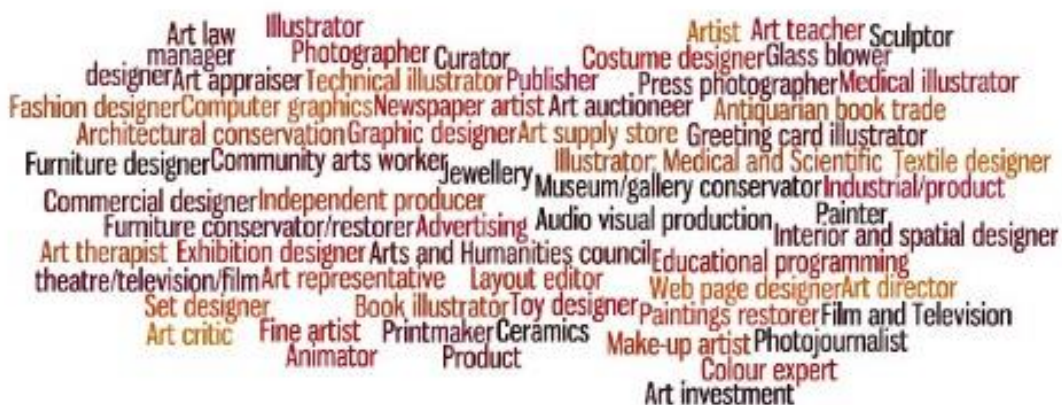 Art law Illustrator Artist Art teacher Sculptor
manager Photographer Curator Costume designer Glass blower
designer Art appraiser Technical illustrator Publisher Press photographer Medical illustrator
Fashion designer Computer graphics Newspaper artist Art auctioneer Antiquarian book trade
Architectural conservation Graphic designer Art supply store Greeting card illustrator
Furniture designer Community arts worker Jewellery Illustrator: Medical and Scientific Textile designer
Museum/gallery conservator Industrial/product
Commercial designer Independent producer
Furniture conservator/restorer Advertising Audio visual production Painter
Interior and spatial designer
Art therapist Exhibition designer Arts and Humanities council Educational programming
theatre/television/film Art representative Layout editor Web page designer Art director
Set designer Book illustrator Toy designer Paintings restorer Film and Television
Art critic Fine artist Printmaker Ceramics Make-up artist Photojournalist
Animator Product Colour expert
Art investment